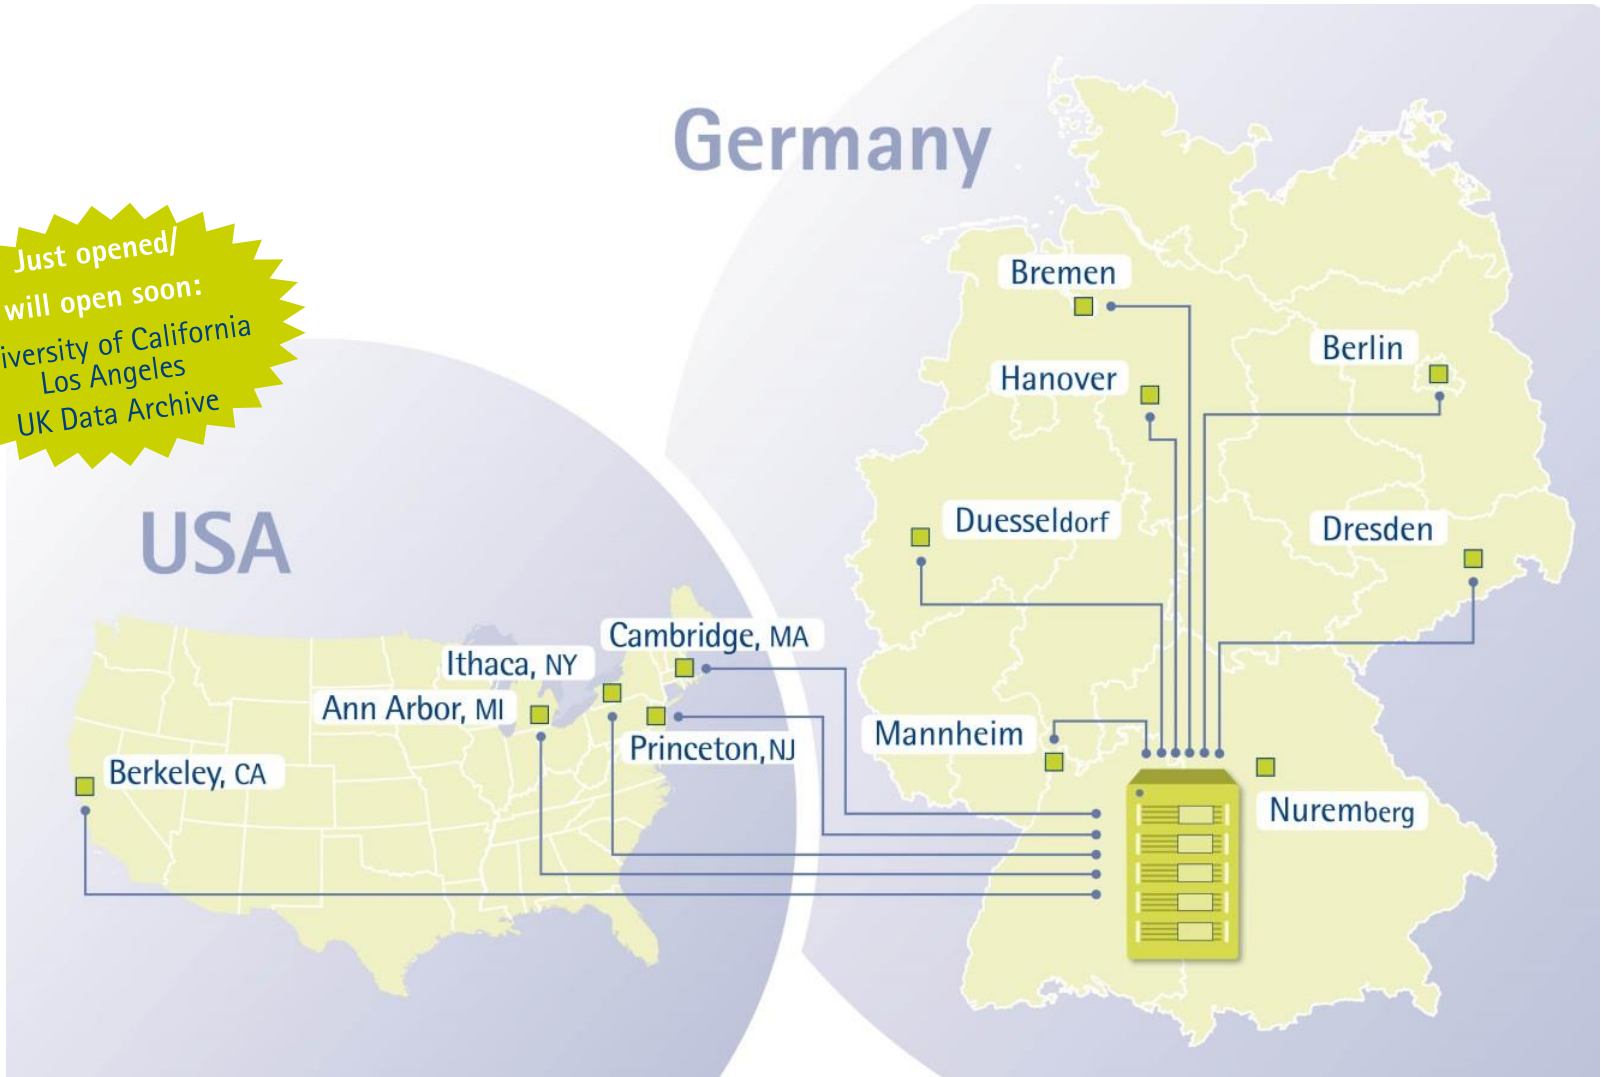 Germany
Just opened/
will open soon:
iversity of California
Los Angeles
UK Data Archive
USA
Bremen
Berlin
Hanover
Duesseldorf
Dresden
Cambridge, MA
Ithaca, NY
Ann Arbor, MI
Princeton, NJ
Berkeley, CA
Mannheim
Nuremberg